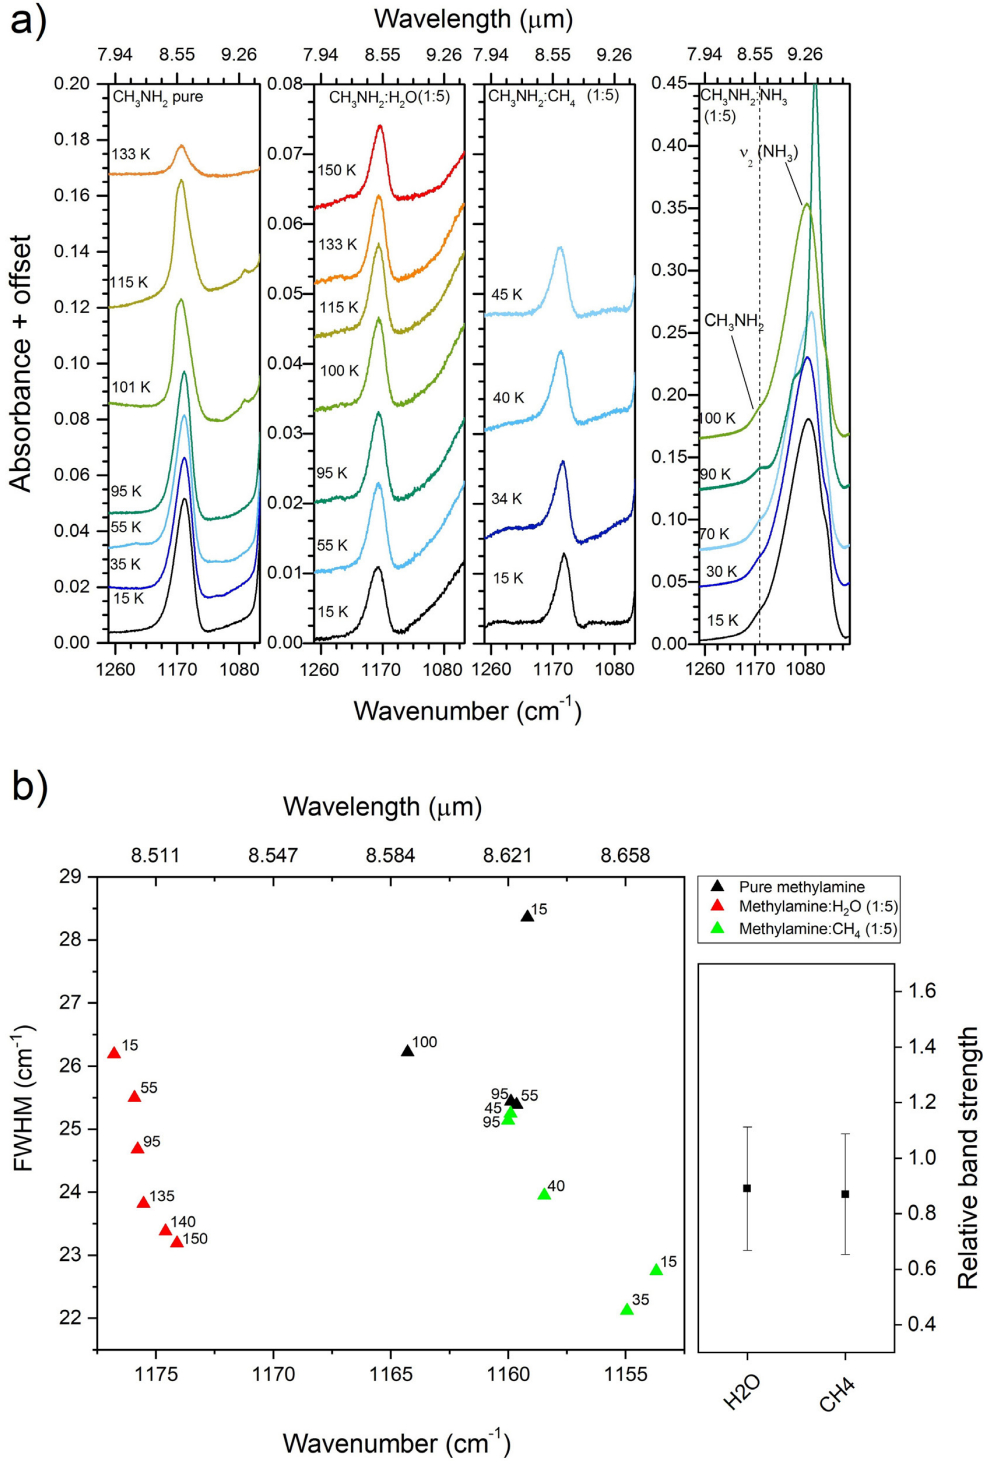 a)
Wavelength (μm)
7.94 8.55 9.26 7.94 8.55 9.26 7.94 8.55 9.26 7.94 8.55 9.26
Absorbance + offset
0.20
0.18
0.16
0.14
0.12
0.10
0.08
0.06
0.04
0.02
0.00
CH₃NH₂ pure
133 K
115 K
101 K
95 K
55 K
35 K
15 K
1260 1170 1080
0.08
0.07
0.06
0.05
0.04
0.03
0.02
0.01
0.00
CH₃NH₂:H₂O(1:5)
150 K
133 K
115 K
100 K
95 K
55 K
15 K
1260 1170 1080
CH₃NH₂:CH₄ (1:5)
45 K
40 K
34 K
15 K
1260 1170 1080
0.45
0.40
0.35
0.30
0.25
0.20
0.15
0.10
0.05
0.00
CH₃NH₂:NH₃
(1:5)
ν₂ (NH₃)
CH₃NH₂
100 K
90 K
70 K
30 K
15 K
1260 1170 1080
Wavenumber (cm⁻¹)
b)
Wavelength (μm)
8.511 8.547 8.584 8.621 8.658
FWHM (cm⁻¹)
29
28
27
26
25
24
23
22
15
15
100
55
95 55
45
95
95
135
40
140
150
15
35
1175 1170 1165 1160 1155
Wavenumber (cm⁻¹)
Pure methylamine
Methylamine:H₂O (1:5)
Methylamine:CH₄ (1:5)
1.6
1.4
1.2
1.0
0.8
0.6
0.4
Relative band strength
H2O
CH4